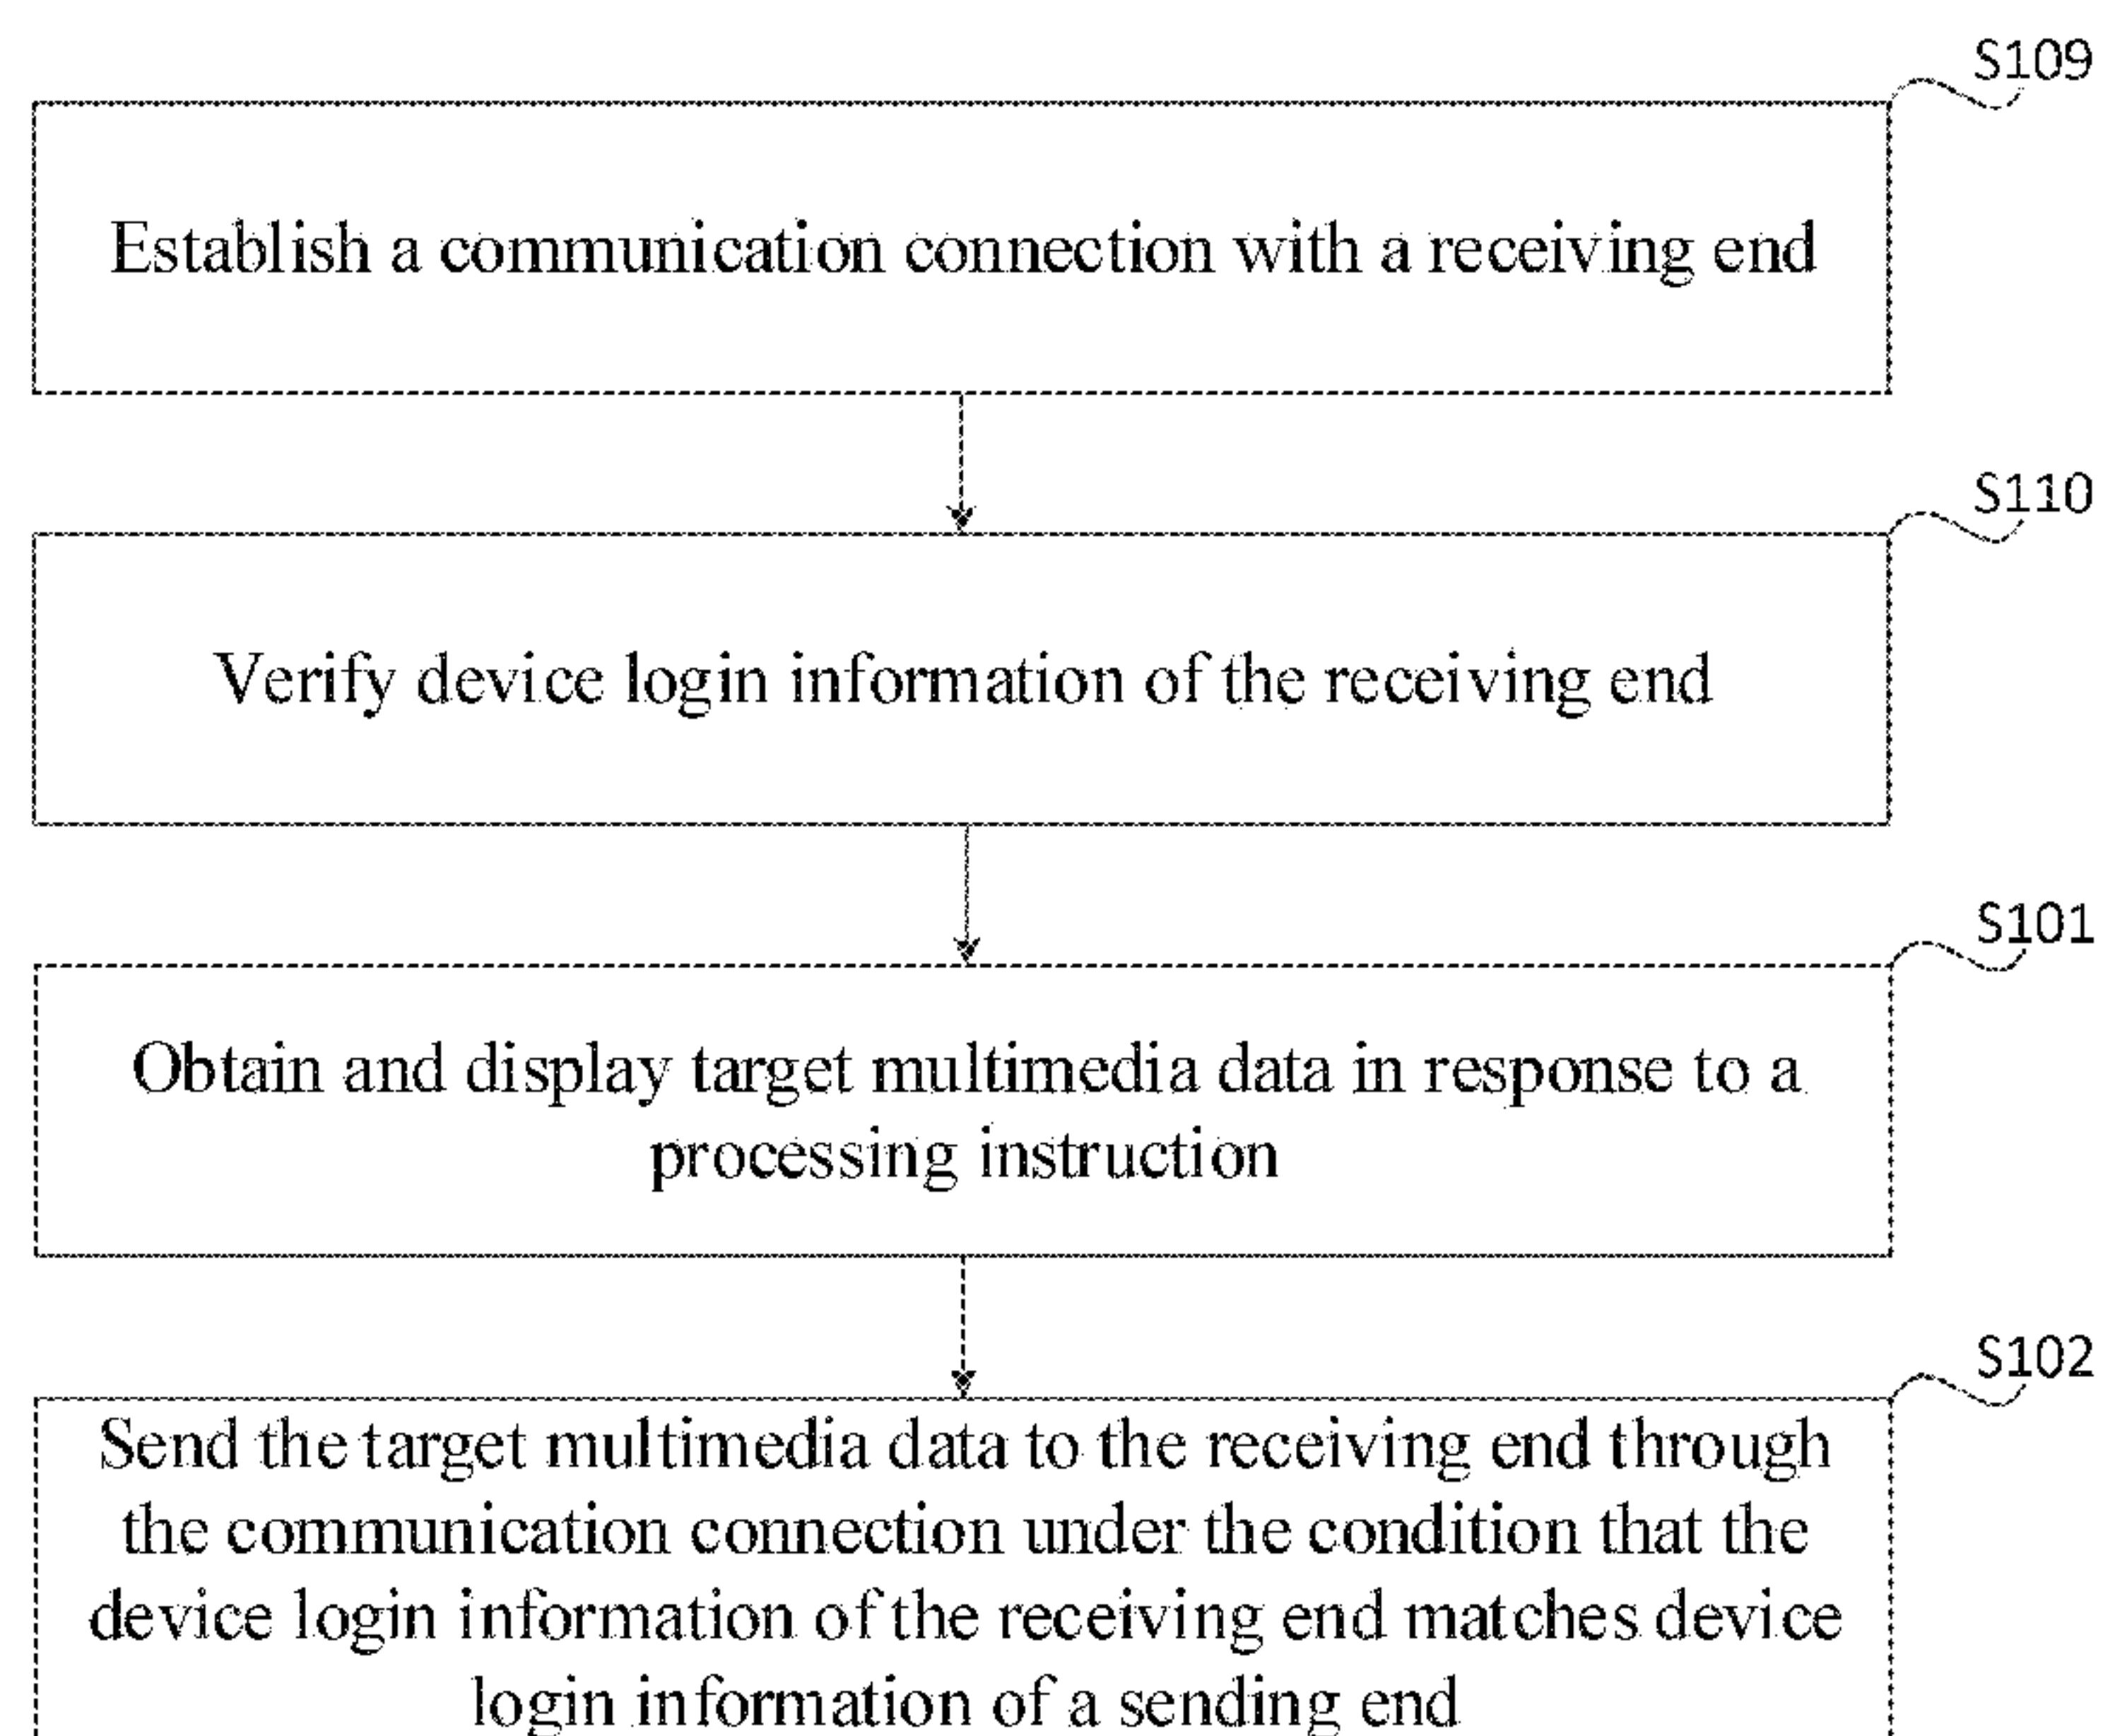 S109
Establish a communication connection with a receiving end
S110
Verify device login information of the receiving end
S101
Obtain and display target multimedia data in response to a
processing instruction
S102
Send the target multimedia data to the receiving end through
the communication connection under the condition that the
device login information of the receiving end matches device
login information of a sending end